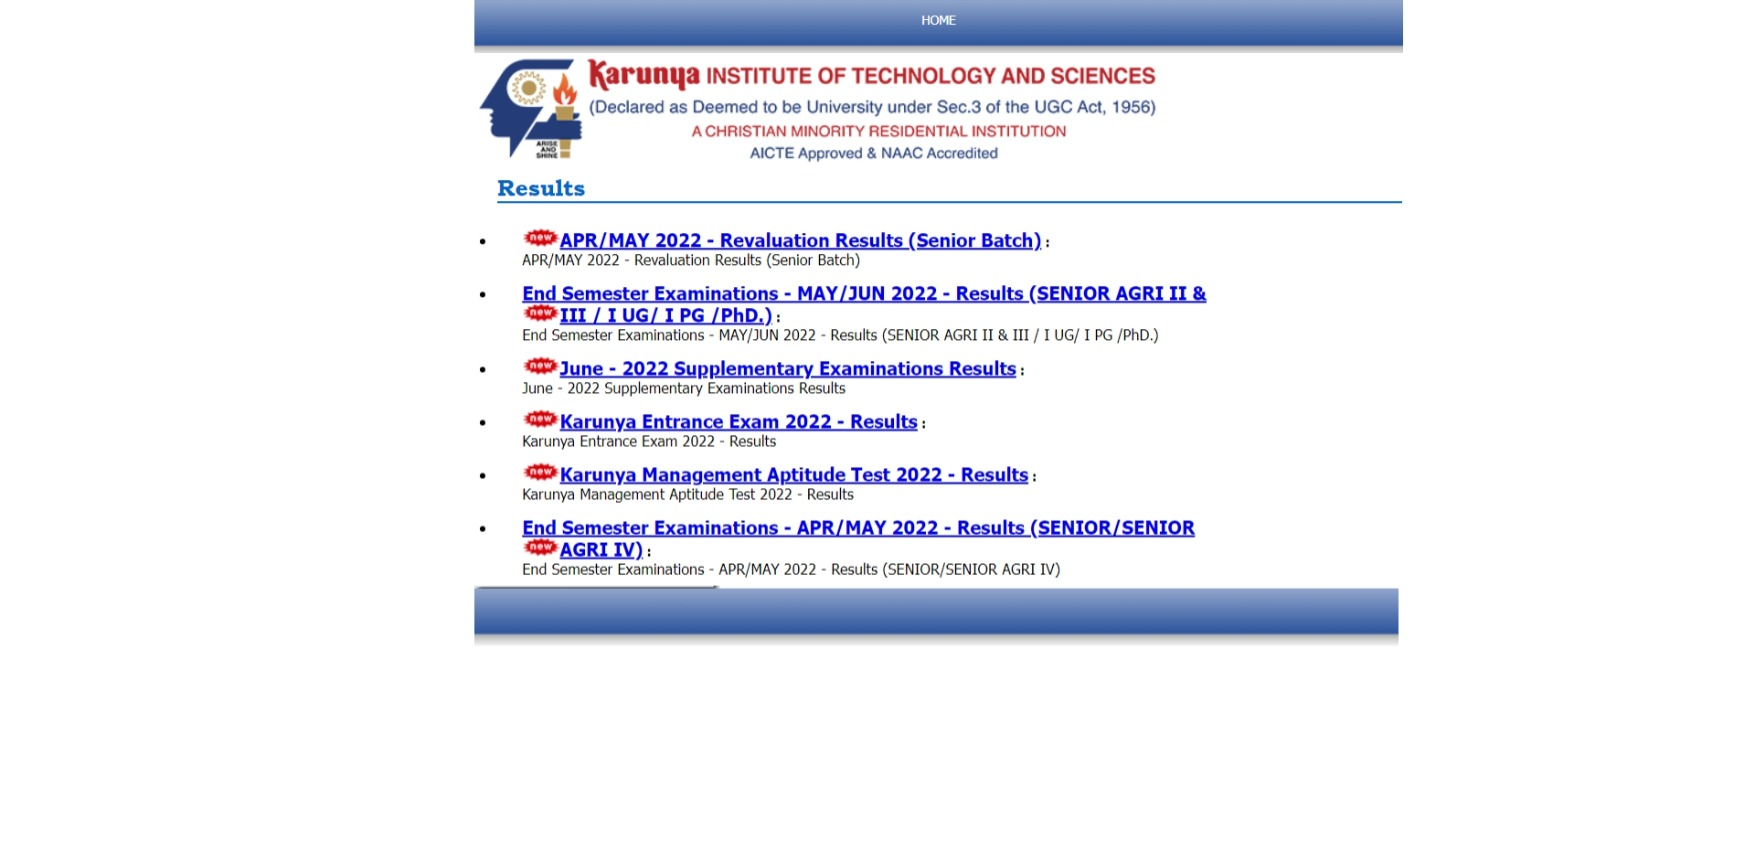 HOME
Karunya INSTITUTE OF TECHNOLOGY AND SCIENCES
(Declared as Deemed to be University under Sec.3 of the UGC Act, 1956)
A CHRISTIAN MINORITY RESIDENTIAL INSTITUTION
AICTE Approved & NAAC Accredited
ARISE
AND
SHINE
Results
new APR/MAY 2022 - Revaluation Results (Senior Batch) :
APR/MAY 2022 - Revaluation Results (Senior Batch)
End Semester Examinations - MAY/JUN 2022 - Results (SENIOR AGRI II &
new III / I UG/ I PG /PhD.) :
End Semester Examinations - MAY/JUN 2022 - Results (SENIOR AGRI II & III / I UG/ I PG /PhD.)
new June - 2022 Supplementary Examinations Results :
June - 2022 Supplementary Examinations Results
new Karunya Entrance Exam 2022 - Results :
Karunya Entrance Exam 2022 - Results
new Karunya Management Aptitude Test 2022 - Results :
Karunya Management Aptitude Test 2022 - Results
End Semester Examinations - APR/MAY 2022 - Results (SENIOR/SENIOR
new AGRI IV) :
End Semester Examinations - APR/MAY 2022 - Results (SENIOR/SENIOR AGRI IV)